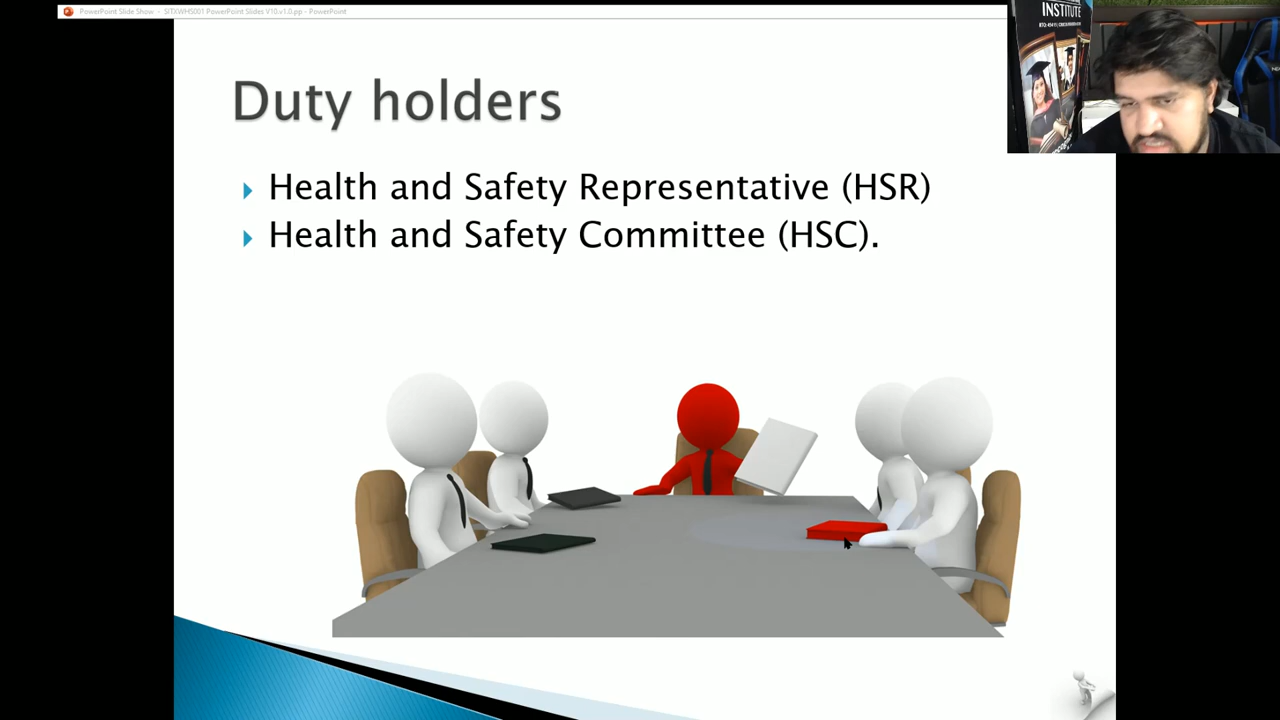 PowerPoint Slide Show - SITXWHS001 PowerPoint Slides V10.v1.0.pp - PowerPoint
INSTITUTE
Duty holders
Health and Safety Representative (HSR)
Health and Safety Committee (HSC).